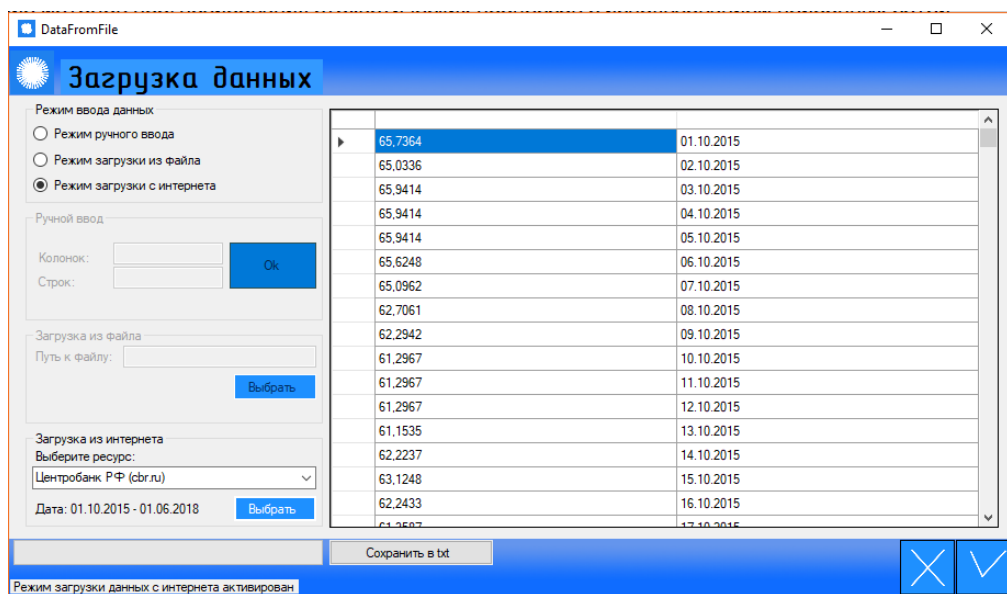 DataFromFile
Загрузка данных
Режим ввода данных
Режим ручного ввода
Режим загрузки из файла
Режим загрузки с интернета
Ручной ввод
Колонок:
Строк:
Ok
Загрузка из файла
Путь к файлу:
Выбрать
Загрузка из интернета
Выберите ресурс:
Центробанк РФ (cbr.ru)
Дата: 01.10.2015 - 01.06.2018 Выбрать
65,7364 01.10.2015
65,0336 02.10.2015
65,9414 03.10.2015
65,9414 04.10.2015
65,9414 05.10.2015
65,6248 06.10.2015
65,0962 07.10.2015
62,7061 08.10.2015
62,2942 09.10.2015
61,2967 10.10.2015
61,2967 11.10.2015
61,2967 12.10.2015
61,1535 13.10.2015
62,2237 14.10.2015
63,1248 15.10.2015
62,2433 16.10.2015
17.10.2015
Сохранить в txt
Режим загрузки данных с интернета активирован